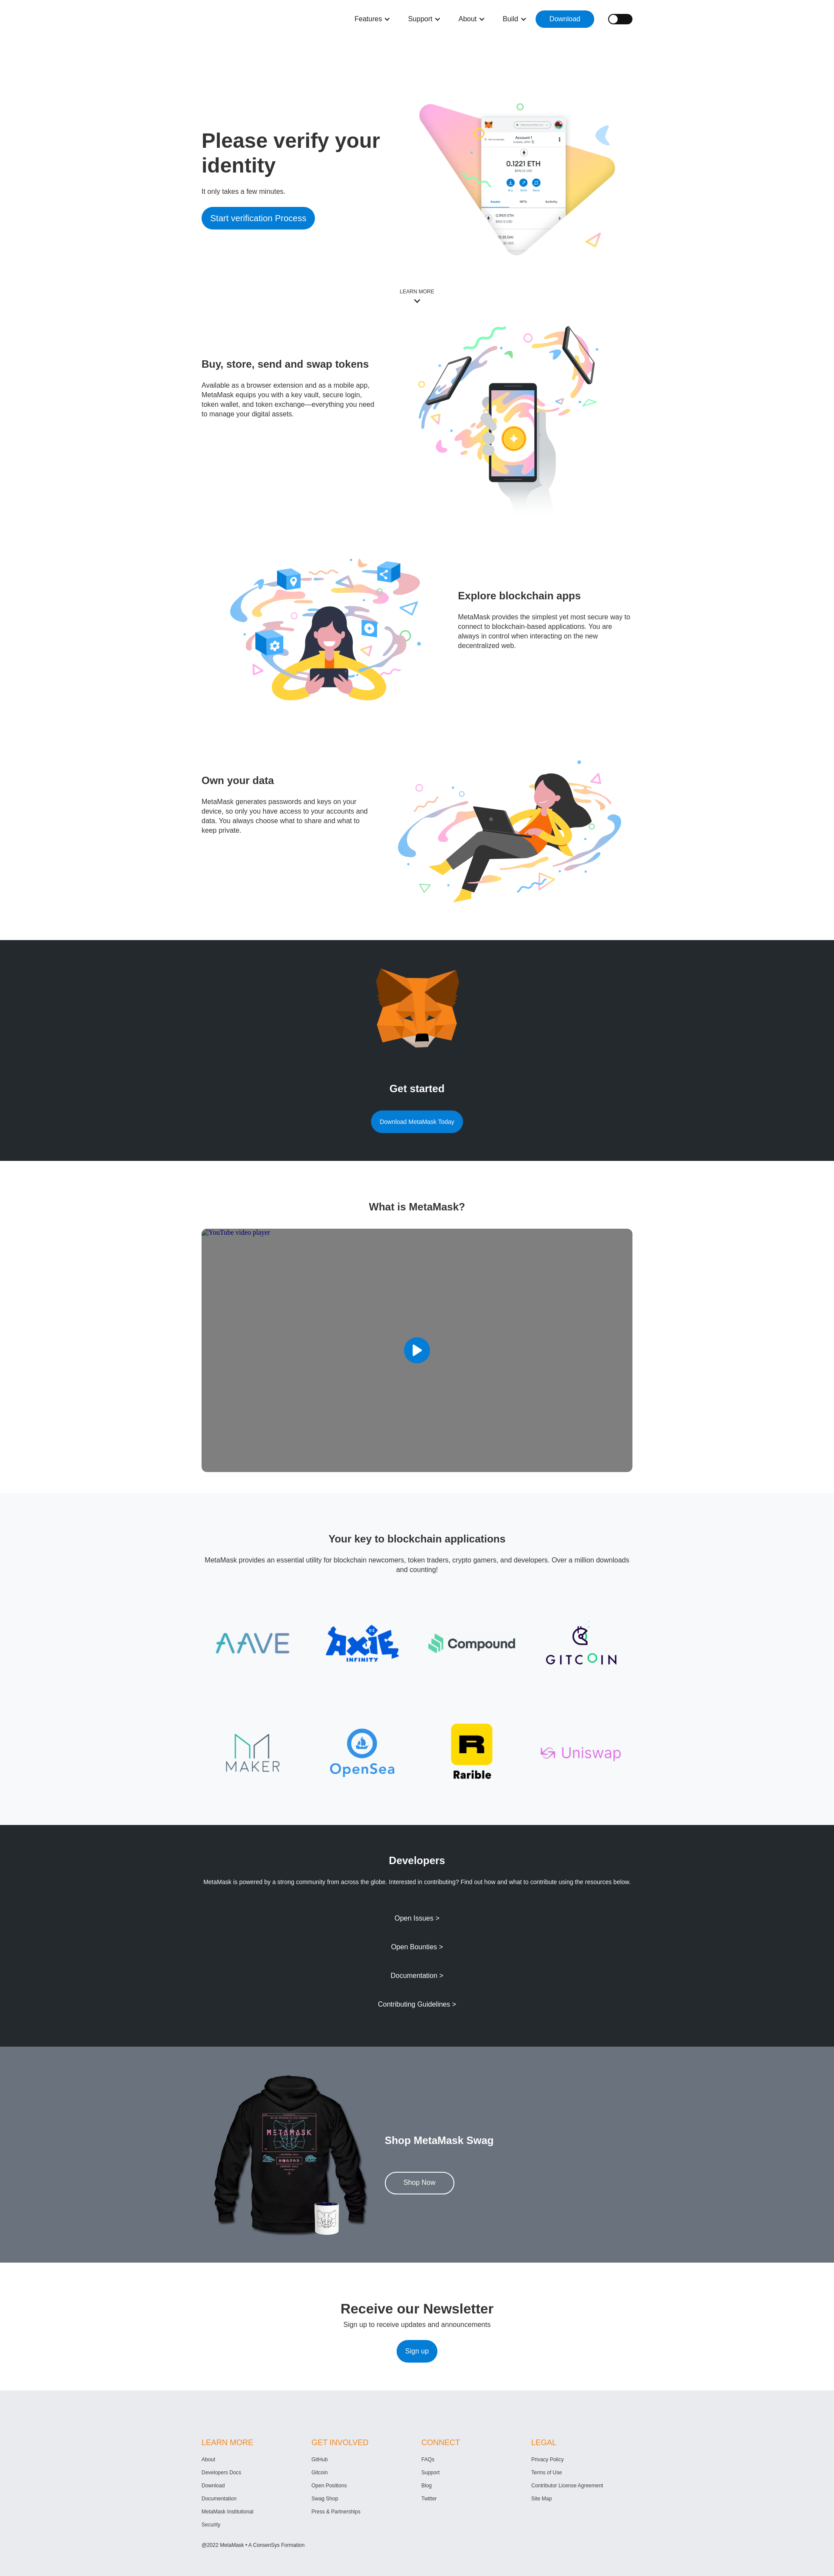 Features
Support
About
Build
Download
Please verify your
identity
It only takes a few minutes.
Start verification Process
Account 1
0.1221 ETH
Buy
Send
Swap
Assets
NFTs
Activity
LEARN MORE
Buy, store, send and swap tokens
Available as a browser extension and as a mobile app,
MetaMask equips you with a key vault, secure login,
token wallet, and token exchange—everything you need
to manage your digital assets.
Explore blockchain apps
MetaMask provides the simplest yet most secure way to
connect to blockchain-based applications. You are
always in control when interacting on the new
decentralized web.
Own your data
MetaMask generates passwords and keys on your
device, so only you have access to your accounts and
data. You always choose what to share and what to
keep private.
Get started
Download MetaMask Today
What is MetaMask?
YouTube video player
Your key to blockchain applications
MetaMask provides an essential utility for blockchain newcomers, token traders, crypto gamers, and developers. Over a million downloads
and counting!
AAVE
AXIE
INFINITY
Compound
GITCOIN
MAKER
OpenSea
R
Rarible
Uniswap
Developers
MetaMask is powered by a strong community from across the globe. Interested in contributing? Find out how and what to contribute using the resources below.
Open Issues >
Open Bounties >
Documentation >
Contributing Guidelines >
METAMASK
Shop MetaMask Swag
Shop Now
Receive our Newsletter
Sign up to receive updates and announcements
Sign up
LEARN MORE
About
Developers Docs
Download
Documentation
MetaMask Institutional
Security
GET INVOLVED
GitHub
Gitcoin
Open Positions
Swag Shop
Press & Partnerships
CONNECT
FAQs
Support
Blog
Twitter
LEGAL
Privacy Policy
Terms of Use
Contributor License Agreement
Site Map
@2022 MetaMask • A ConsenSys Formation